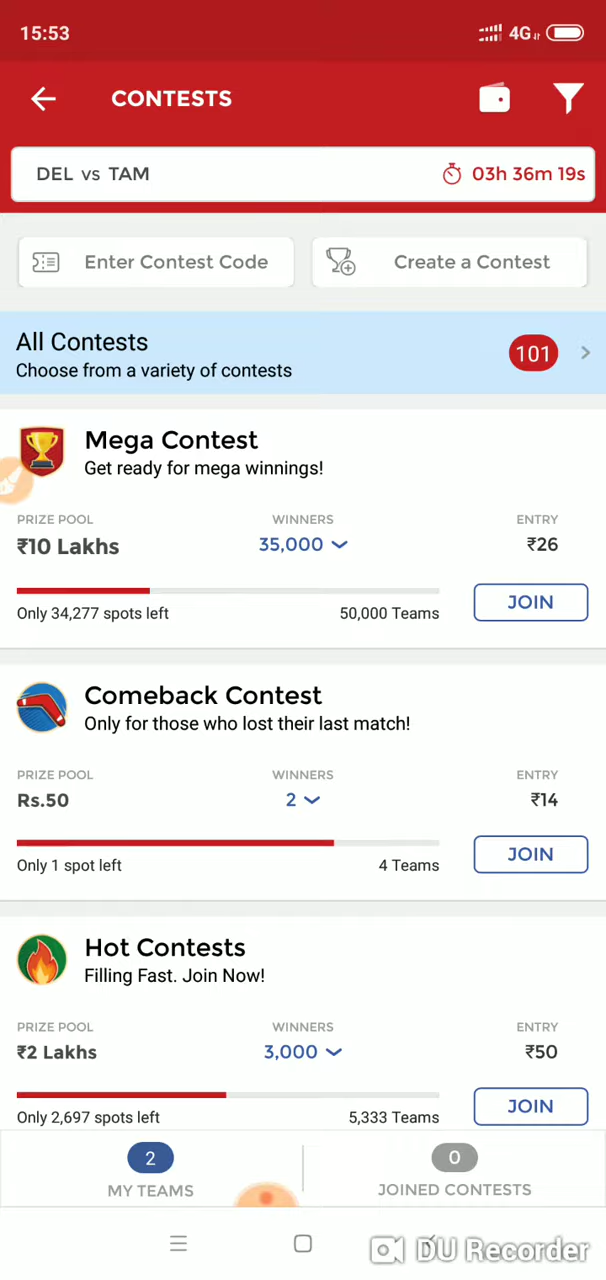 15:53
4G
CONTESTS
DEL vs TAM
03h 36m 19s
Enter Contest Code
Create a Contest
All Contests
Choose from a variety of contests
101
Mega Contest
Get ready for mega winnings!
PRIZE POOL
WINNERS
ENTRY
₹10 Lakhs
35,000
₹26
Only 34,277 spots left
50,000 Teams
JOIN
Comeback Contest
Only for those who lost their last match!
PRIZE POOL
WINNERS
ENTRY
Rs.50
2
₹14
Only 1 spot left
4 Teams
JOIN
Hot Contests
Filling Fast. Join Now!
PRIZE POOL
WINNERS
ENTRY
₹2 Lakhs
3,000
₹50
Only 2,697 spots left
5,333 Teams
JOIN
2
MY TEAMS
0
JOINED CONTESTS
DU Recorder